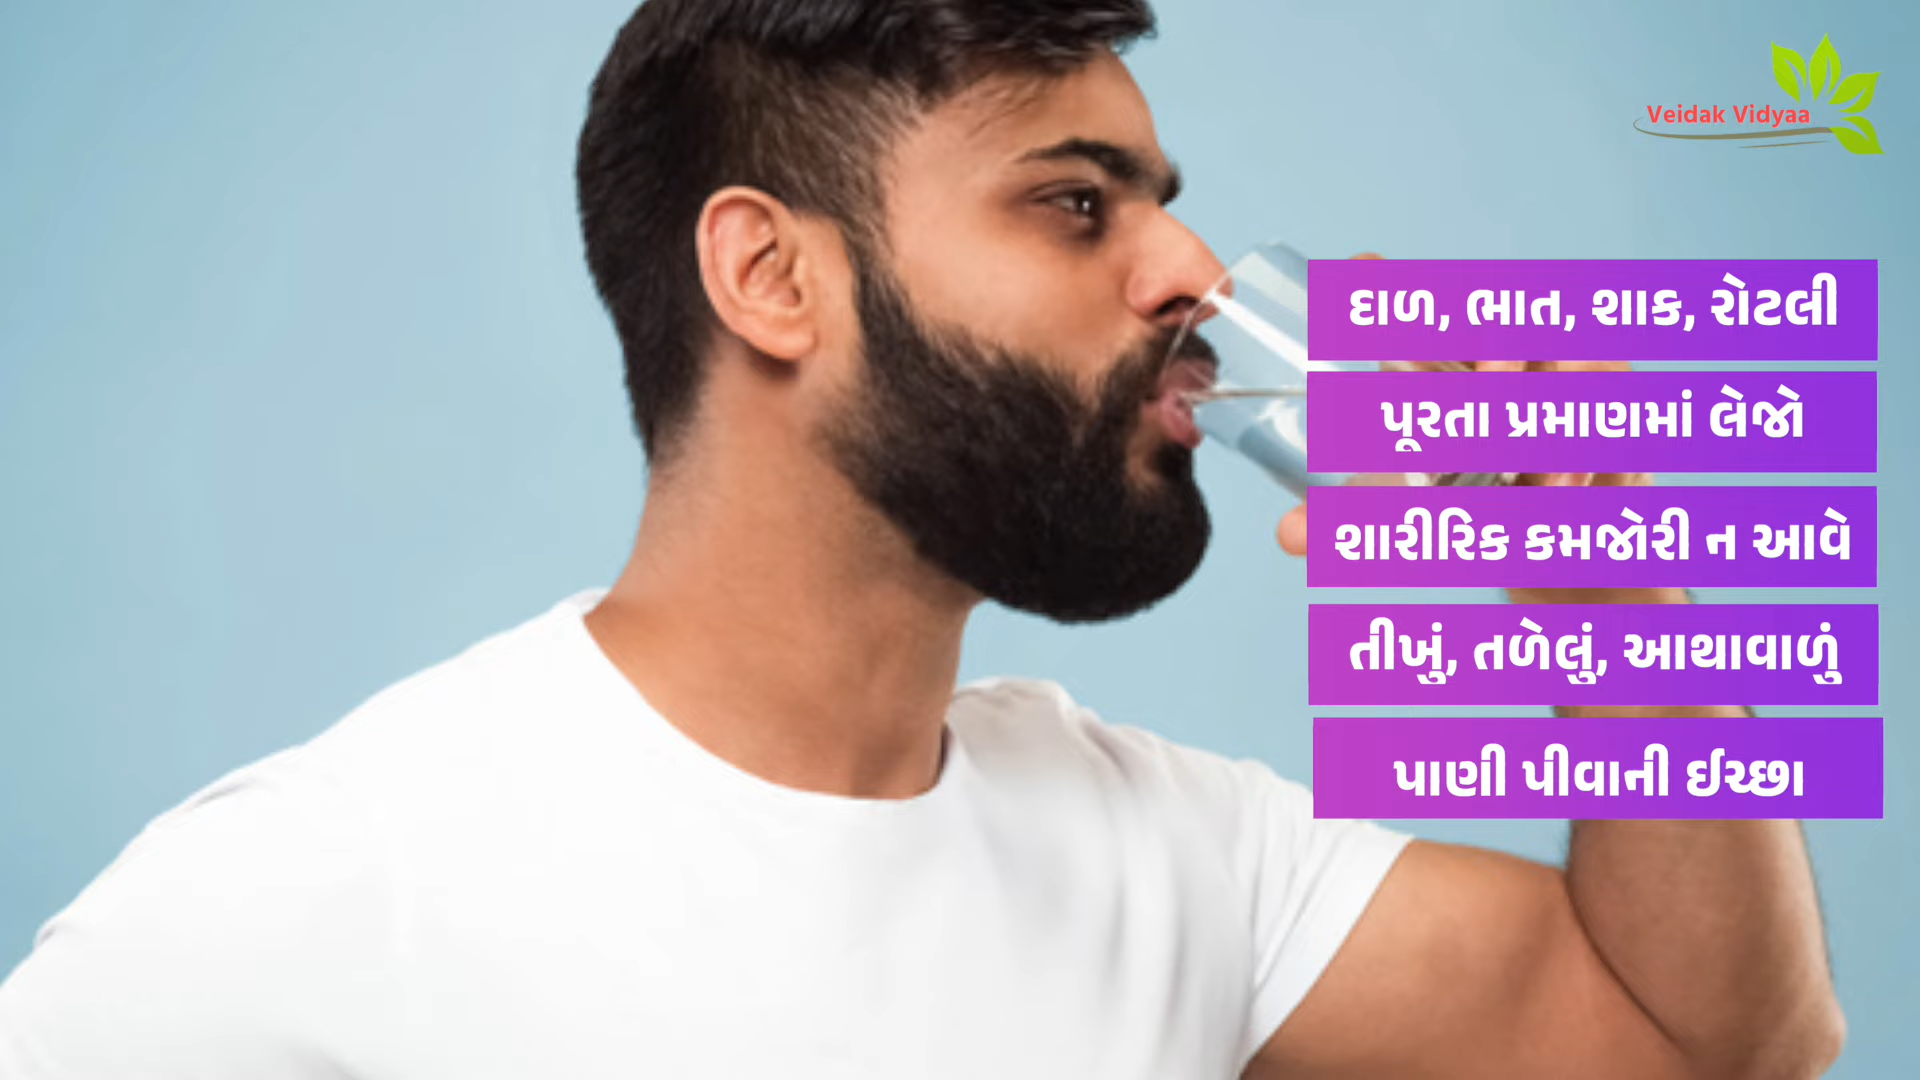 Veidak Vidyaa
દાળ, ભાત, શાક, રોટલી
પૂરતા પ્રમાણમાં લેજો
શારીરિક કમજોરી ન આવે
તીખું, તળેલું, આથાવાળું
પાણી પીવાની ઈચ્છા